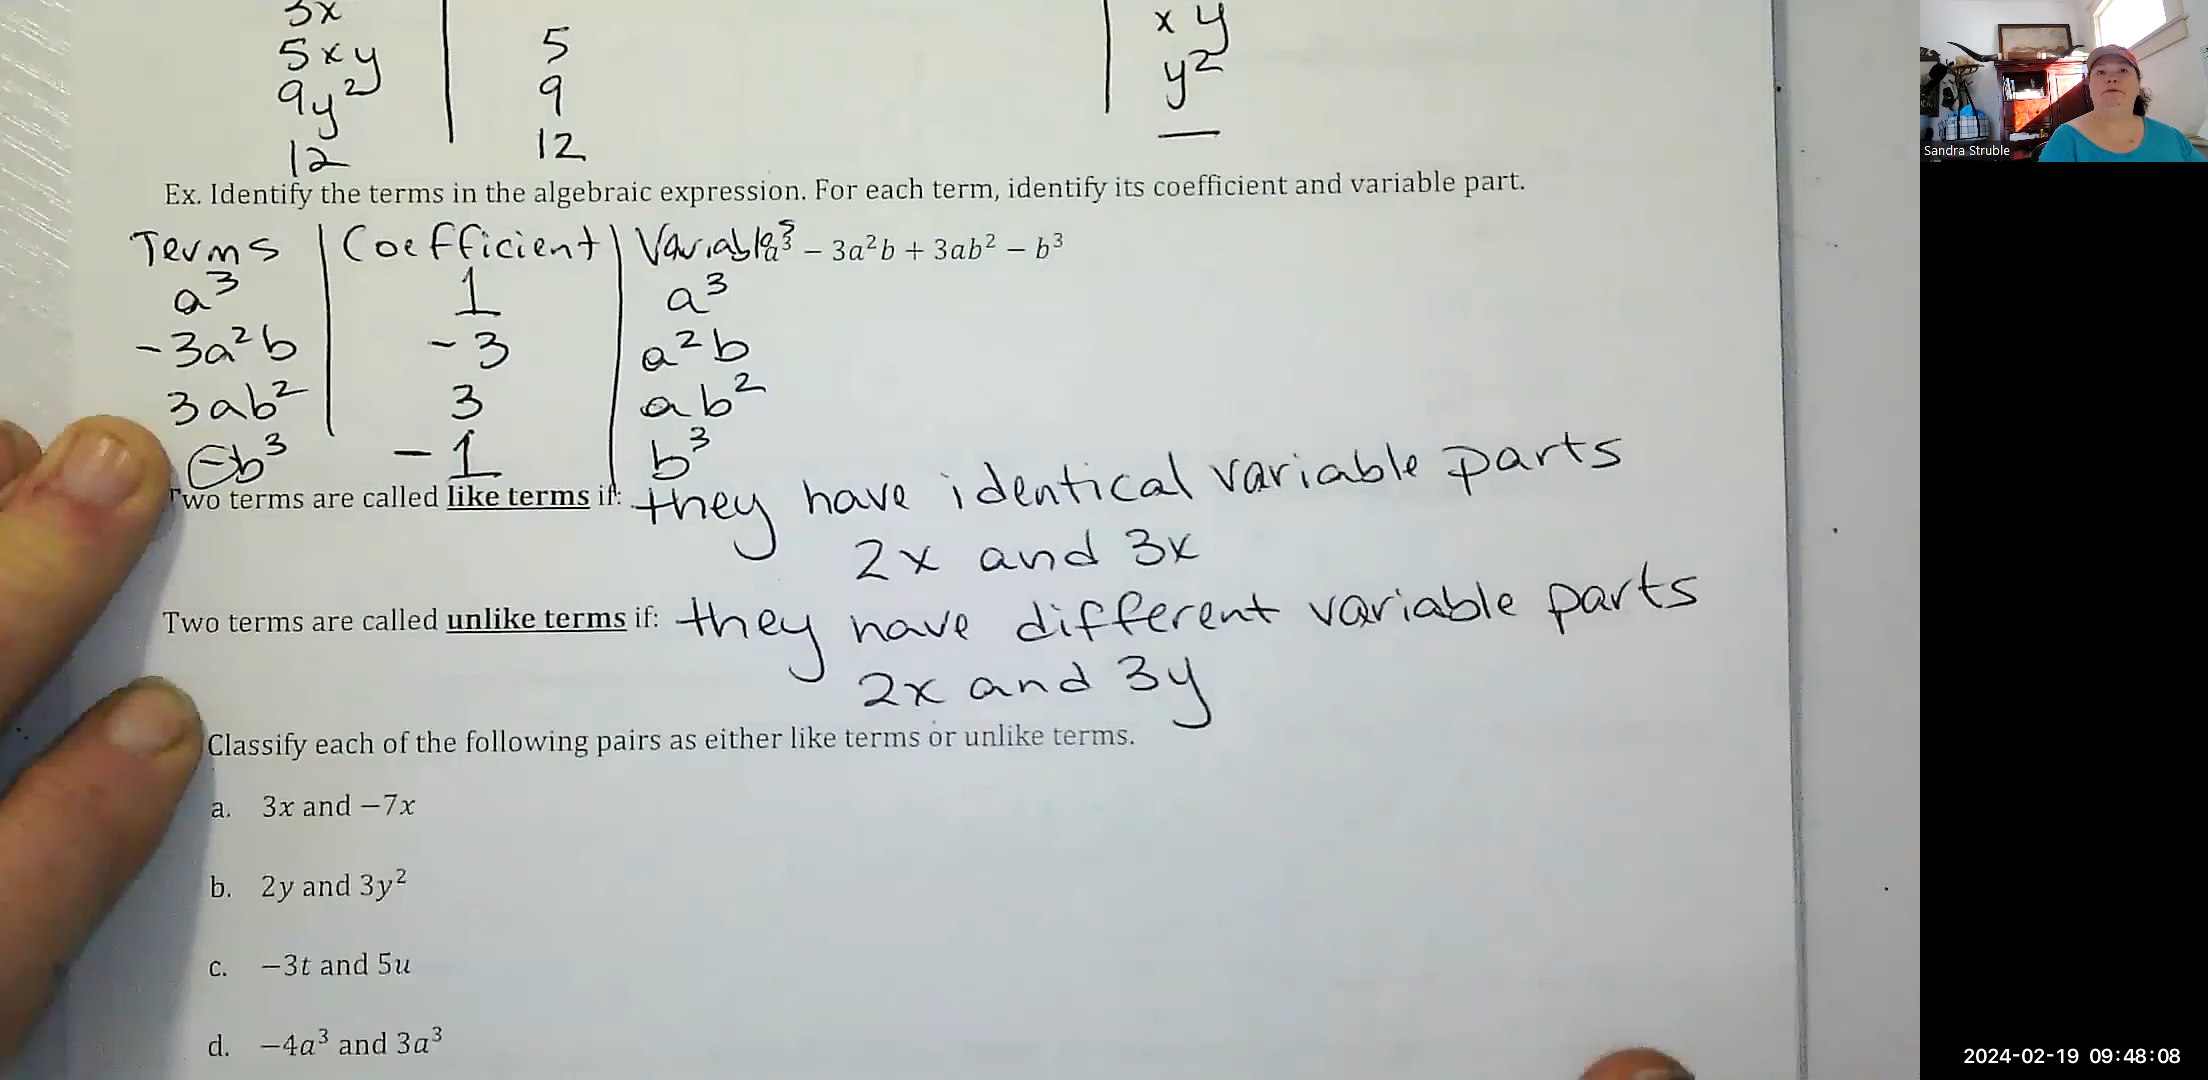 3x
5xy | 5 | xy
9y² | 9 | y²
12 | 12 | —
Ex. Identify the terms in the algebraic expression. For each term, identify its coefficient and variable part.
Terms | Coefficient | Variables a³ − 3a²b + 3ab² − b³
a³ | 1 | a³
-3a²b | -3 | a²b
3ab² | 3 | ab²
-b³ | -1 | b³
Two terms are called like terms if: they have identical variable parts
2x and 3x
Two terms are called unlike terms if: they have different variable parts
2x and 3y
Classify each of the following pairs as either like terms or unlike terms.
a. 3x and −7x
b. 2y and 3y²
c. −3t and 5u
d. −4a³ and 3a³
Sandra Struble
2024-02-19 09:48:08